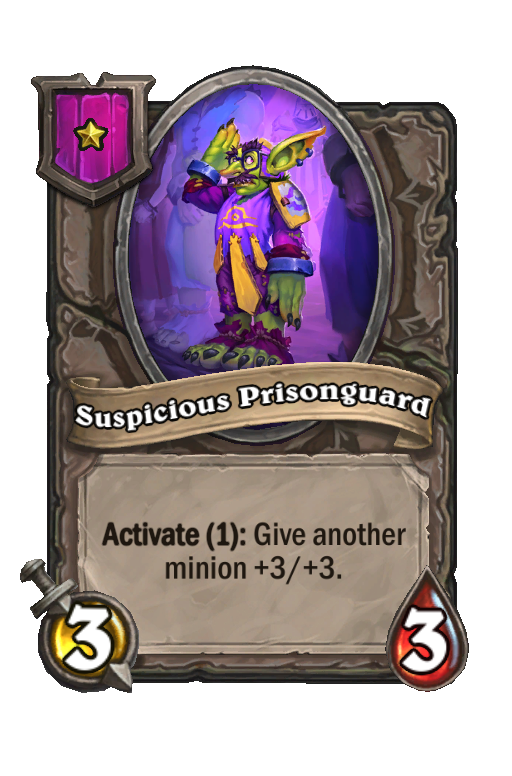 Suspicious Prisonguard
Activate (1): Give another
minion +3/+3.
3
3